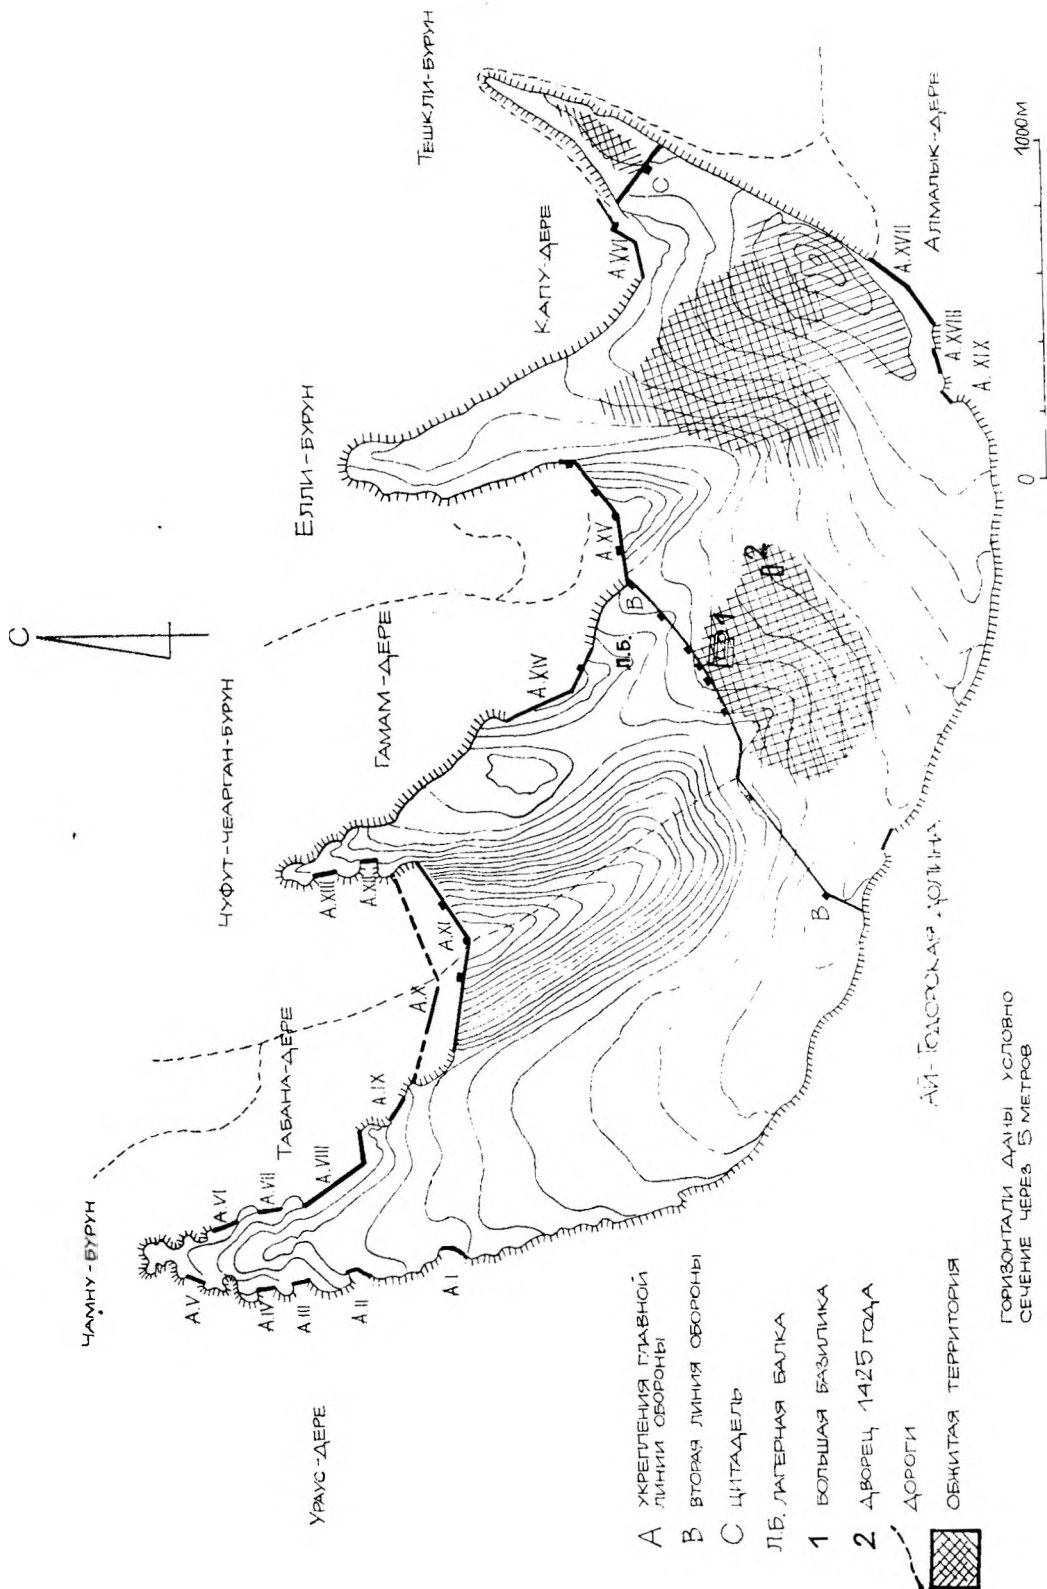 С
ЧАМНУ-БУРУН
ЧУФУТ-ЧЕАРГАН-БУРУН
ЕЛЛИ-БУРУН
ТЕШКЛИ-БУРУН
УРАУС-ДЕРЕ
ТАБАНА-ДЕРЕ
ГАМАМ-ДЕРЕ
КАПУ-ДЕРЕ
АЛМАЛЫК-ДЕРЕ
АЙ-ТОДОРСКАЯ ДОЛИНА
A.I
A.II
A.III
A.IV
A.V
A.VI
A.VII
A.VIII
A.IX
A.X
A.XI
A.XII
A.XIII
A.XIV
A.XV
A.XVI
A.XVII
A.XVIII
A.XIX
B
B
C
Л.Б.
1
2
0
1000М
A УКРЕПЛЕНИЯ ГЛАВНОЙ
ЛИНИИ ОБОРОНЫ
B ВТОРАЯ ЛИНИЯ ОБОРОНЫ
C ЦИТАДЕЛЬ
Л.Б. ЛАГЕРНАЯ БАЛКА
1 БОЛЬШАЯ БАЗИЛИКА
2 ДВОРЕЦ 1425 ГОДА
ДОРОГИ
ОБЖИТАЯ ТЕРРИТОРИЯ
ГОРИЗОНТАЛИ ДАНЫ УСЛОВНО
СЕЧЕНИЕ ЧЕРЕЗ 5 МЕТРОВ